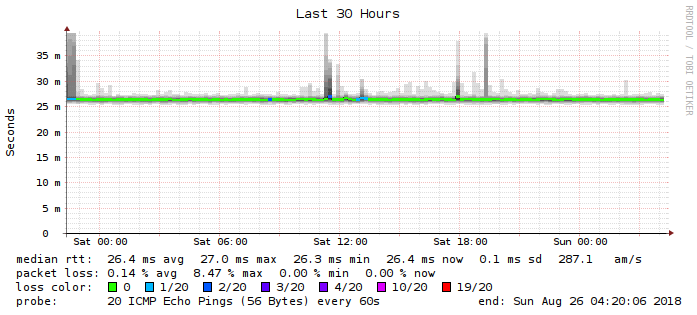 Last 30 Hours
RRDTOOL / TOBI OETIKER
Seconds
35 m
30 m
25 m
20 m
15 m
10 m
5 m
0
Sat 00:00 Sat 06:00 Sat 12:00 Sat 18:00 Sun 00:00
median rtt: 26.4 ms avg 27.0 ms max 26.3 ms min 26.4 ms now 0.1 ms sd 287.1 am/s
packet loss: 0.14 % avg 8.47 % max 0.00 % min 0.00 % now
loss color: 0 1/20 2/20 3/20 4/20 10/20 19/20
probe: 20 ICMP Echo Pings (56 Bytes) every 60s end: Sun Aug 26 04:20:06 2018